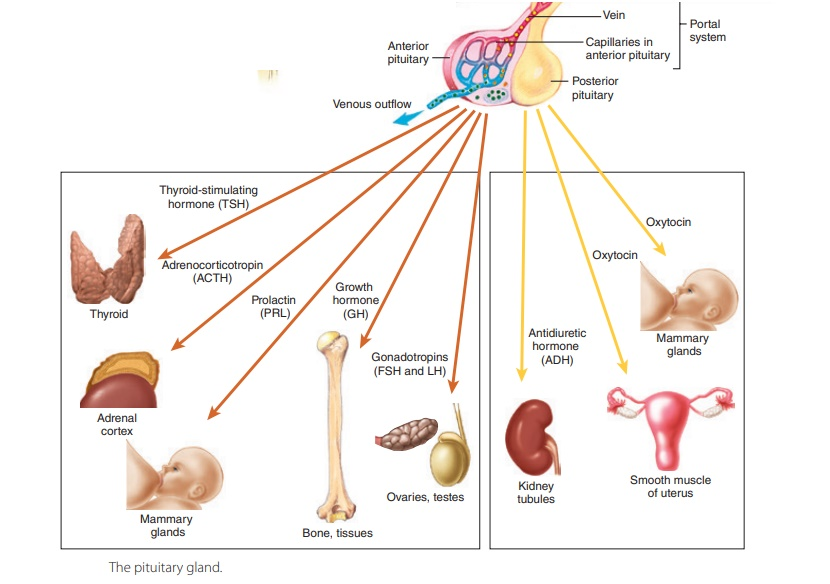 Vein
Portal
system
Capillaries in
anterior pituitary
Anterior
pituitary
Posterior
pituitary
Venous outflow
Thyroid-stimulating
hormone (TSH)
Thyroid
Adrenocorticotropin
(ACTH)
Adrenal
cortex
Prolactin
(PRL)
Mammary
glands
Growth
hormone
(GH)
Bone, tissues
Gonadotropins
(FSH and LH)
Ovaries, testes
Antidiuretic
hormone
(ADH)
Kidney
tubules
Oxytocin
Smooth muscle
of uterus
Oxytocin
Mammary
glands
The pituitary gland.